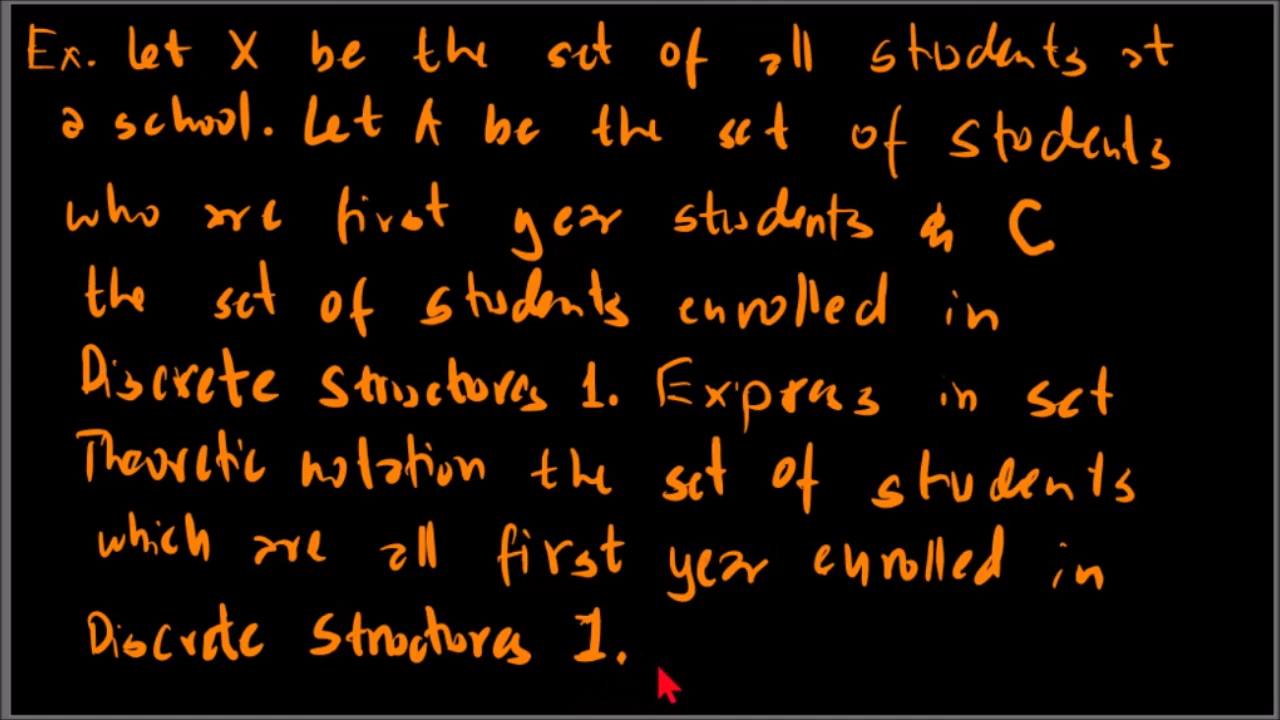 Ex. Let X be the set of all students at
a school. Let A be the set of students
who are first year students & C
the set of students enrolled in
Discrete Structures 1. Express in set
Theoretic notation the set of students
which are all first year enrolled in
Discrete Structures 1.